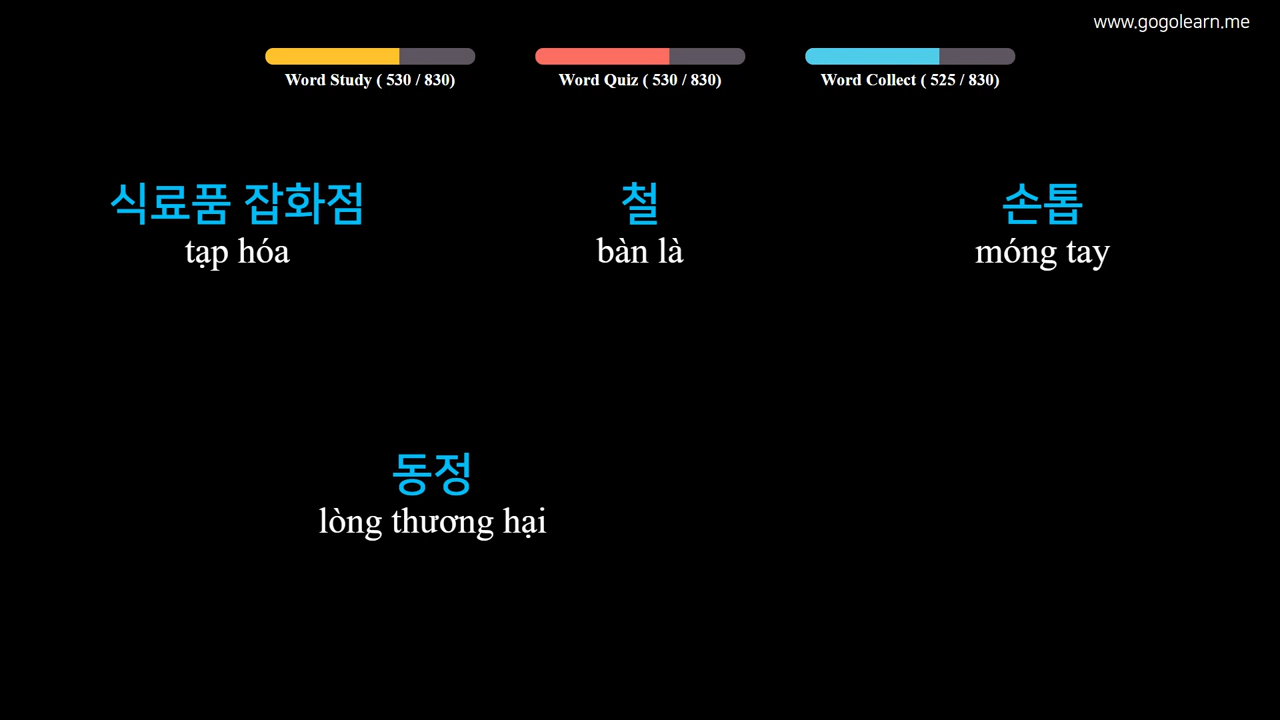 www.gogolearn.me
Word Study ( 530 / 830)
Word Quiz ( 530 / 830)
Word Collect ( 525 / 830)
식료품 잡화점
tạp hóa
철
bàn là
손톱
móng tay
동정
lòng thương hại